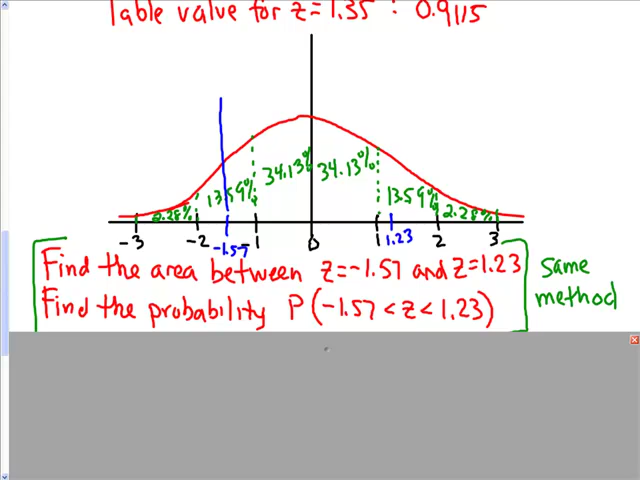 Table value for z=1.35 : 0.9115
34.13% 34.13%
13.59% 13.59%
2.28% 2.28%
-3 -2 -1.57 -1 0 1 1.23 2 3
Find the area between z=-1.57 and z=1.23
Find the probability P(-1.57 < z < 1.23)
same
method